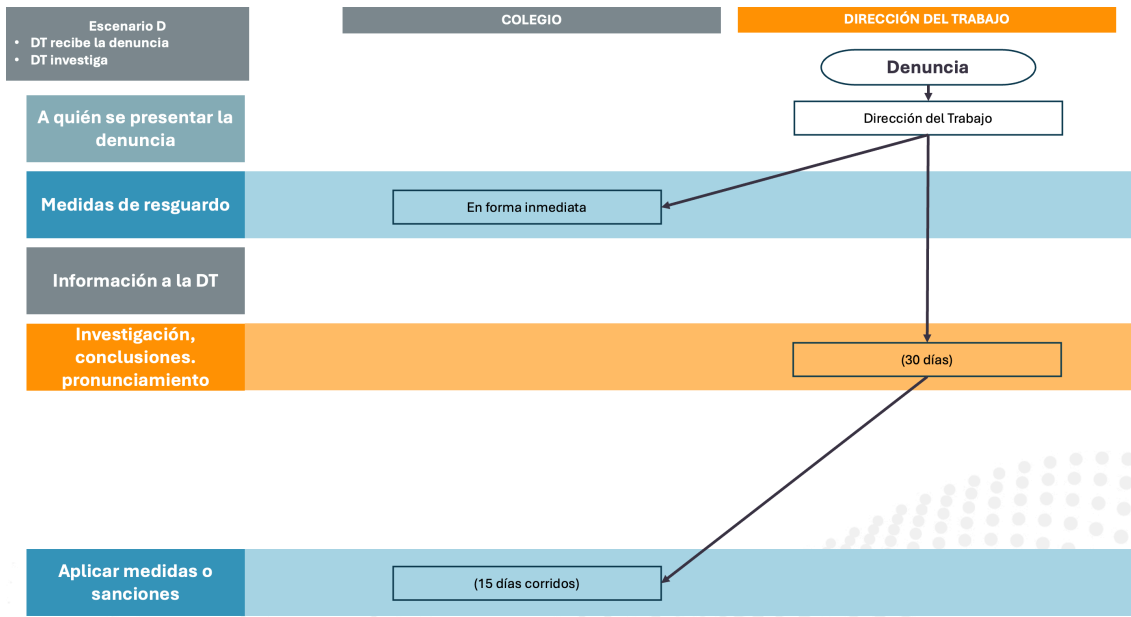 Escenario D
• DT recibe la denuncia
• DT investiga
COLEGIO
DIRECCIÓN DEL TRABAJO
Denuncia
A quién se presentar la
denuncia
Dirección del Trabajo
Medidas de resguardo
En forma inmediata
Información a la DT
Investigación,
conclusiones.
pronunciamiento
(30 días)
Aplicar medidas o
sanciones
(15 días corridos)